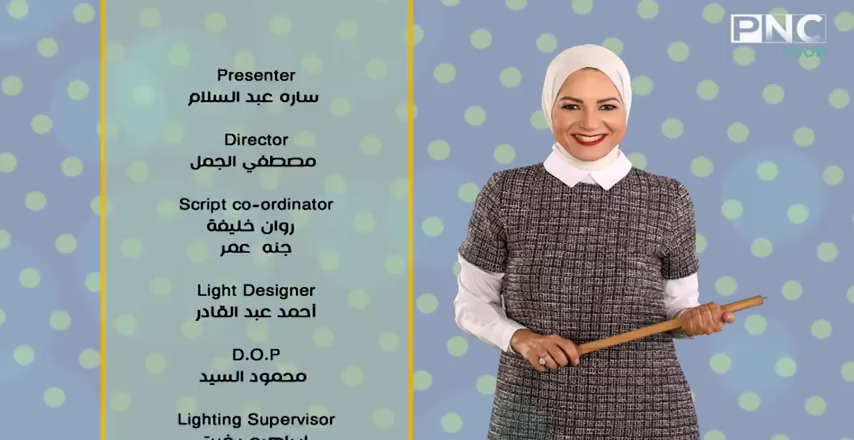 PNC
Presenter
ساره عبد السلام
Director
مصطفي الجمل
Script co-ordinator
روان خليفة
جنه عمر
Light Designer
أحمد عبد القادر
D.O.P
محمود السيد
Lighting Supervisor